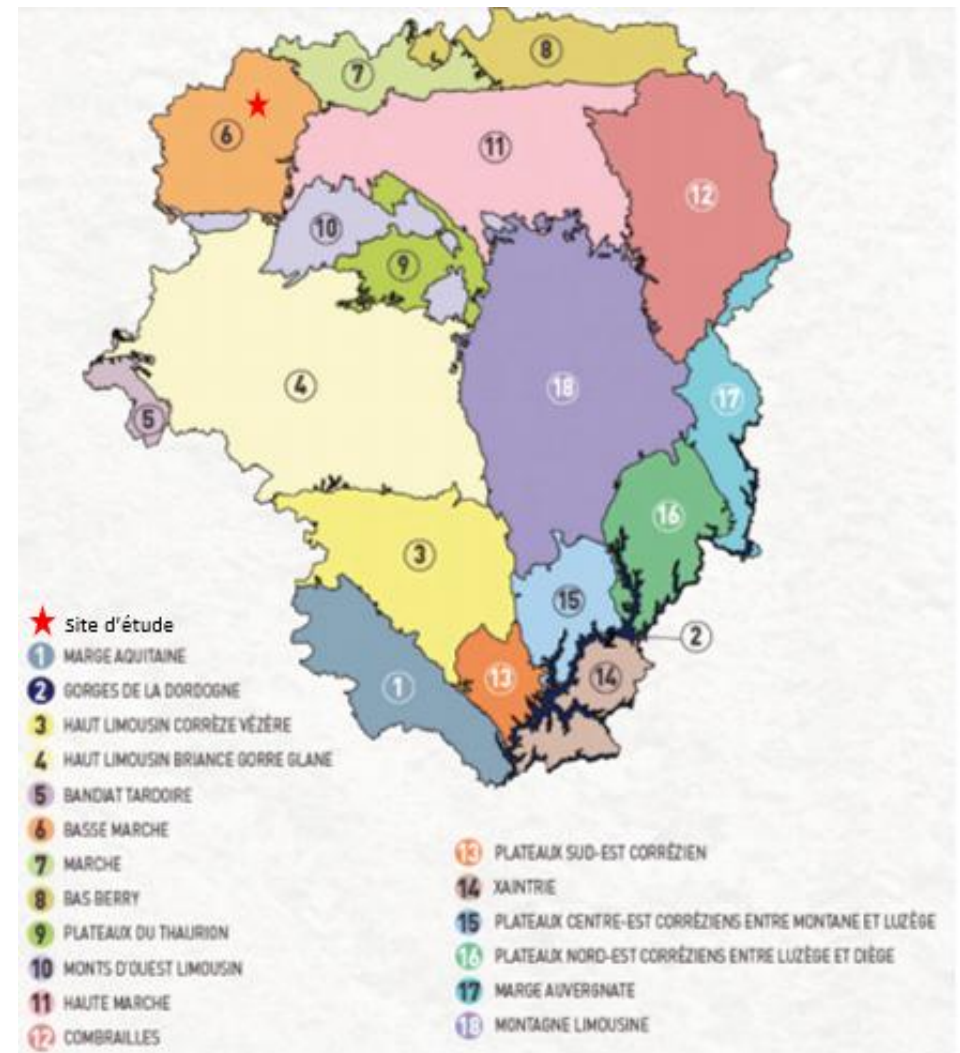 8
7
6
11
12
10
9
4
18
5
17
16
3
15
2
13
14
1
Site d'étude
1 MARGE AQUITAINE
2 GORGES DE LA DORDOGNE
3 HAUT LIMOUSIN CORRÈZE VÉZÈRE
4 HAUT LIMOUSIN BRIANCE GORRE GLANE
5 BANDIAT TARDOIRE
6 BASSE MARCHE
7 MARCHE
8 BAS BERRY
9 PLATEAUX DU THAURION
10 MONTS D'OUEST LIMOUSIN
11 HAUTE MARCHE
12 COMBRAILLES
13 PLATEAUX SUD-EST CORRÉZIEN
14 XAINTRIE
15 PLATEAUX CENTRE-EST CORRÉZIENS ENTRE MONTANE ET LUZÈGE
16 PLATEAUX NORD-EST CORRÉZIENS ENTRE LUZÈGE ET DIÈGE
17 MARGE AUVERGNATE
18 MONTAGNE LIMOUSINE